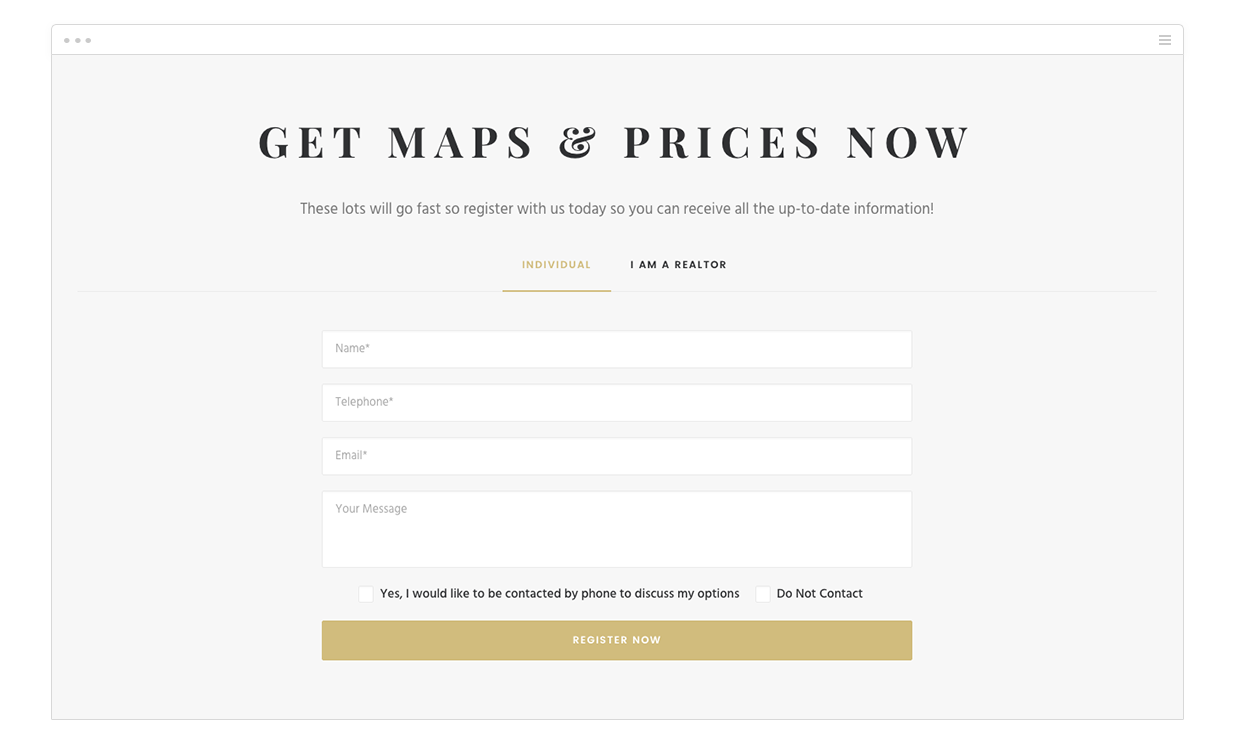 GET MAPS & PRICES NOW
These lots will go fast so register with us today so you can receive all the up-to-date information!
INDIVIDUAL I AM A REALTOR
Name*
Telephone*
Email*
Your Message
Yes, I would like to be contacted by phone to discuss my options Do Not Contact
REGISTER NOW